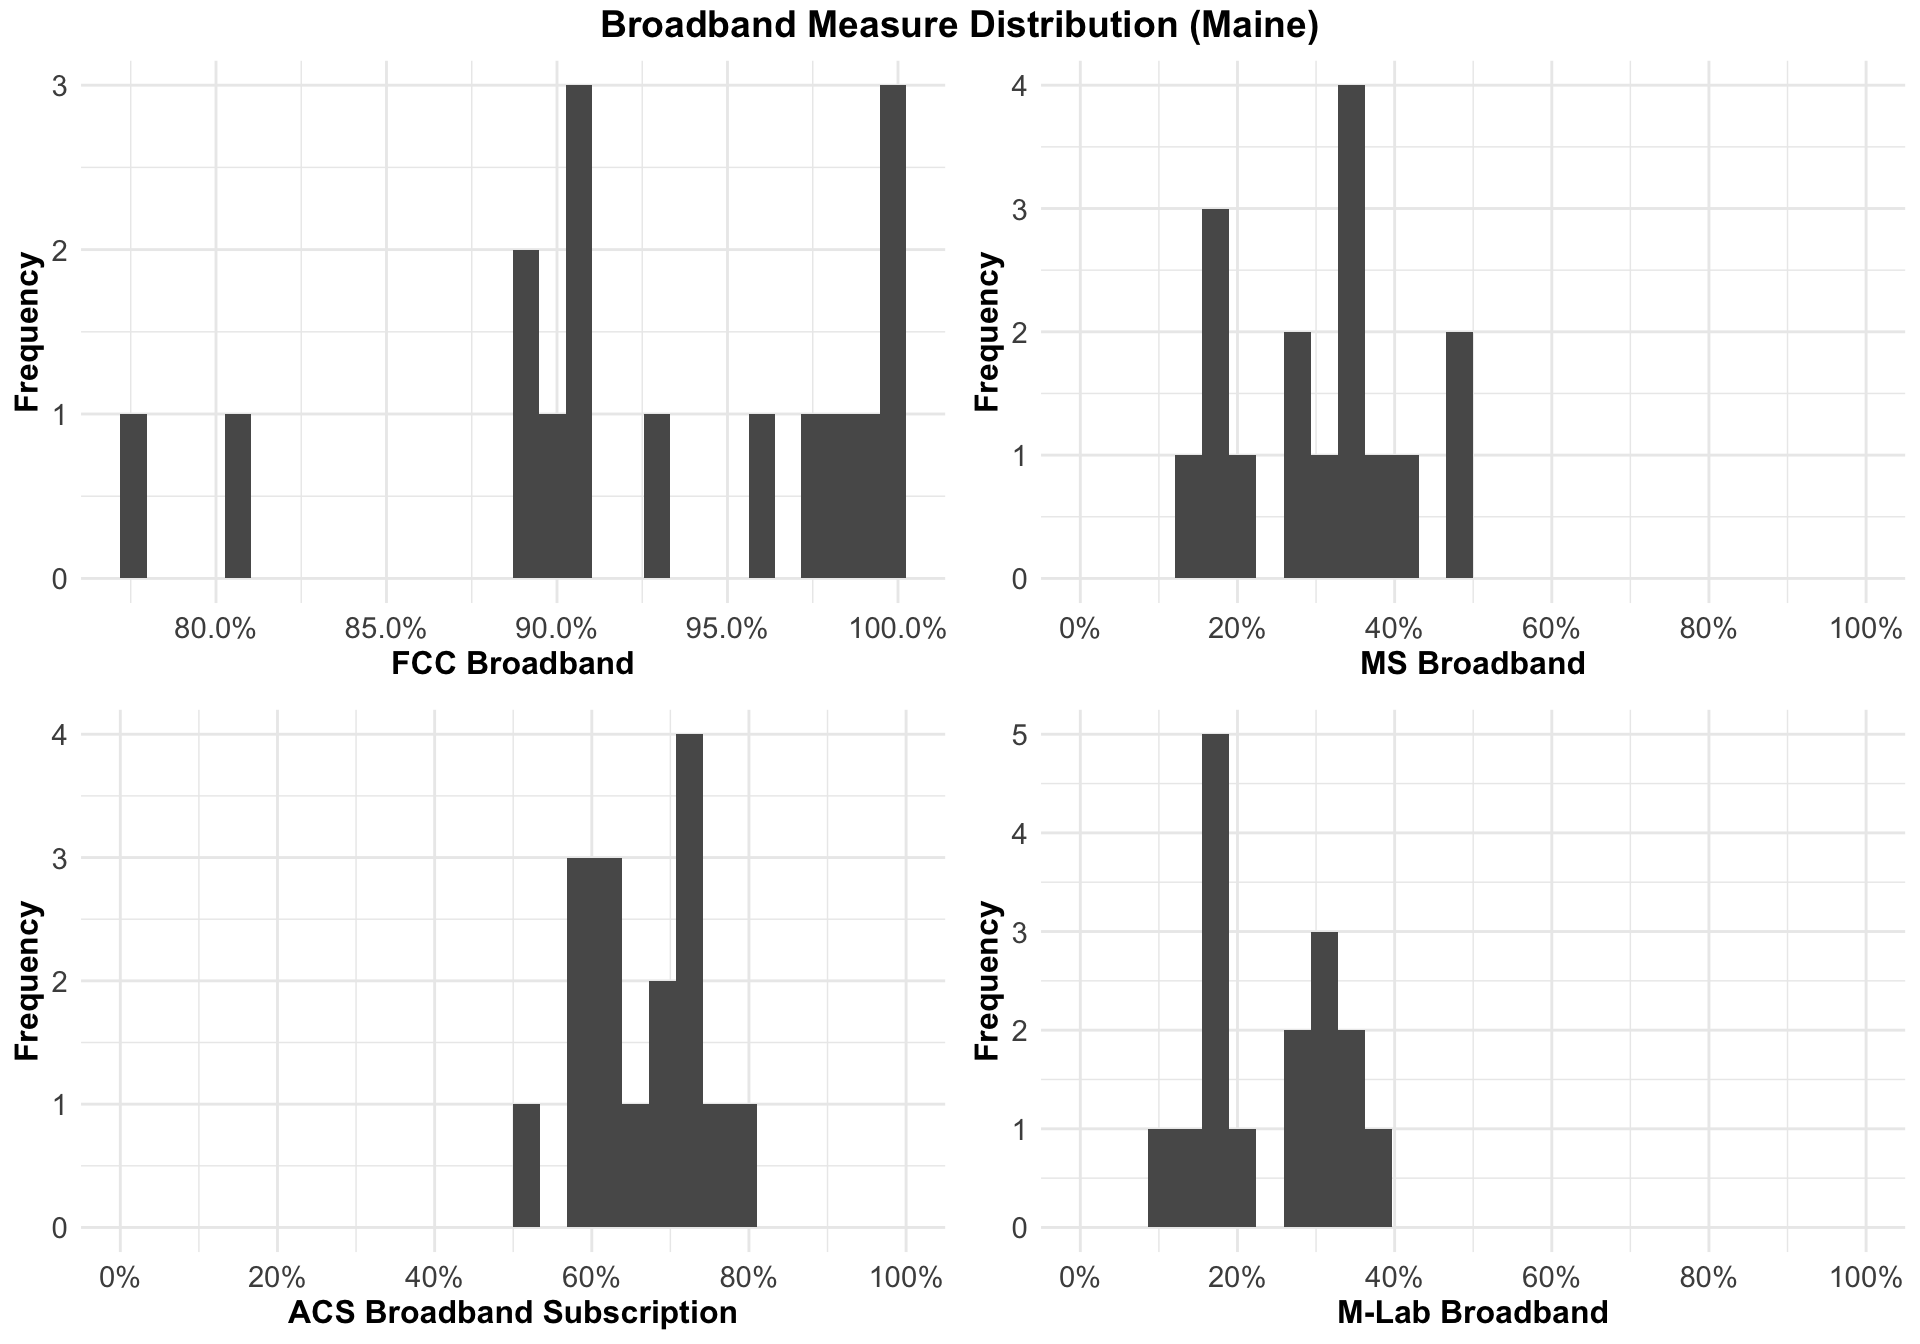 Broadband Measure Distribution (Maine)
3
2
1
0
Frequency
80.0% 85.0% 90.0% 95.0% 100.0%
FCC Broadband
4
3
2
1
0
Frequency
0% 20% 40% 60% 80% 100%
MS Broadband
4
3
2
1
0
Frequency
0% 20% 40% 60% 80% 100%
ACS Broadband Subscription
5
4
3
2
1
0
Frequency
0% 20% 40% 60% 80% 100%
M-Lab Broadband